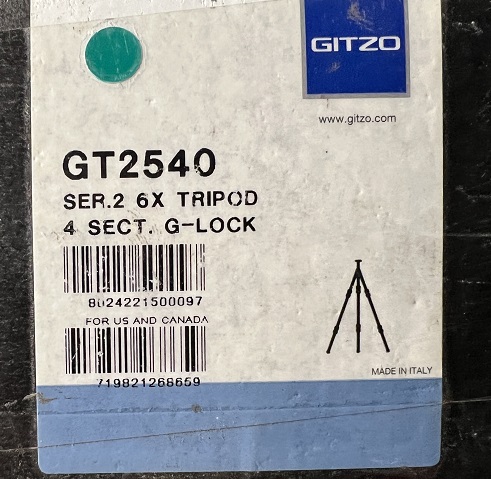 GITZO
www.gitzo.com
GT2540
SER.2 6X TRIPOD
4 SECT. G-LOCK
8024221500097
FOR US AND CANADA
719821268659
MADE IN ITALY